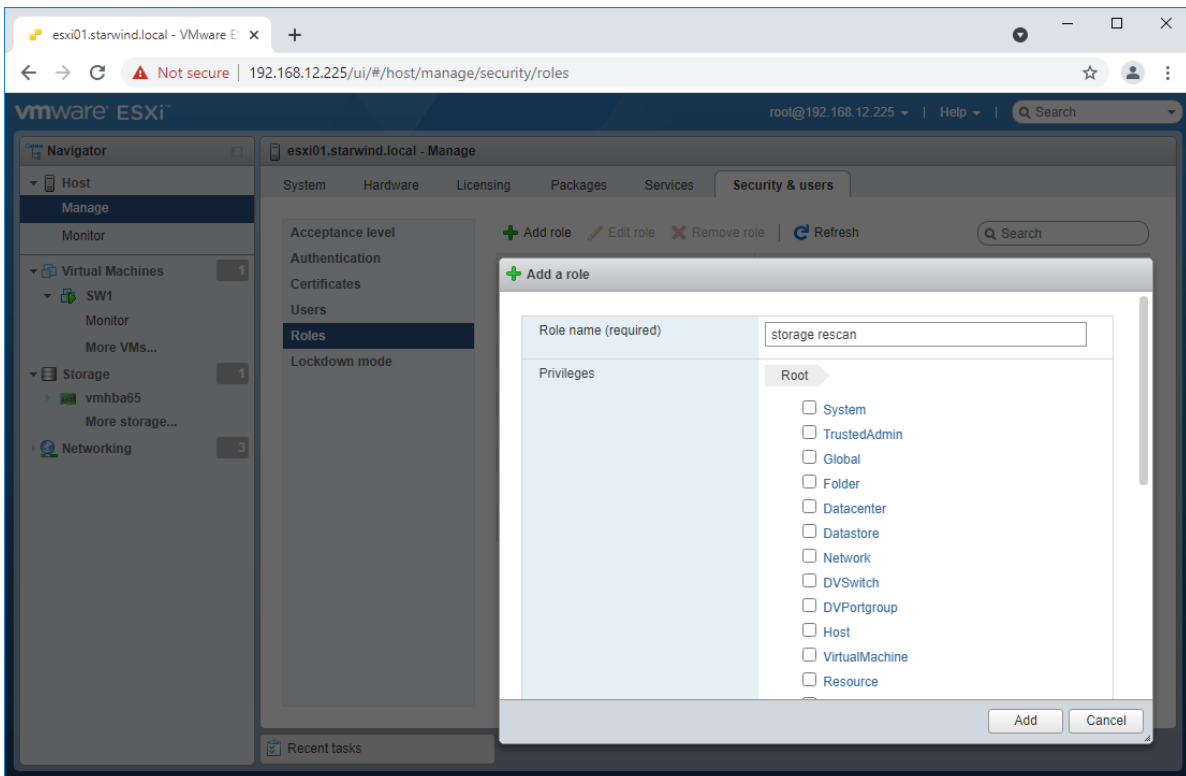 esxi01.starwind.local - VMware ES
Not secure | 192.168.12.225/ui/#/host/manage/security/roles
vmware ESXi™
root@192.168.12.225 | Help | Search
Navigator
esxi01.starwind.local - Manage
Host
Manage
Monitor
Virtual Machines 1
SW1
Monitor
More VMs...
Storage 1
vmhba65
More storage...
Networking 3
System Hardware Licensing Packages Services Security & users
Acceptance level
Authentication
Certificates
Users
Roles
Lockdown mode
Add role Edit role Remove role | Refresh Search
Add a role
Role name (required) storage rescan
Privileges Root
System
TrustedAdmin
Global
Folder
Datacenter
Datastore
Network
DVSwitch
DVPortgroup
Host
VirtualMachine
Resource
Add Cancel
Recent tasks